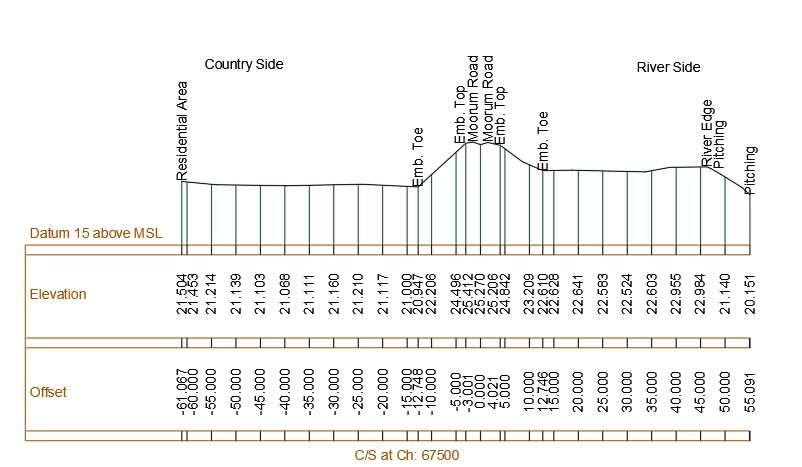 Country Side
River Side
Residential Area
Emb. Toe
Emb. Top
Moorum Road
Moorum Road
Emb. Top
Emb. Toe
River Edge
Pitching
Pitching
Datum 15 above MSL
Elevation
21.504 21.453 21.214 21.139 21.103 21.068 21.111 21.160 21.210 21.117 21.000 20.947 22.206 24.496 25.412 25.270 25.206 24.842 23.209 22.610 22.628 22.641 22.583 22.524 22.603 22.955 22.984 21.140 20.151
Offset
-61.067 -60.000 -55.000 -50.000 -45.000 -40.000 -35.000 -30.000 -25.000 -20.000 -15.000 -12.748 -10.000 -5.000 -3.001 0.000 4.021 5.000 10.000 12.746 15.000 20.000 25.000 30.000 35.000 40.000 45.000 50.000 55.091
C/S at Ch: 67500